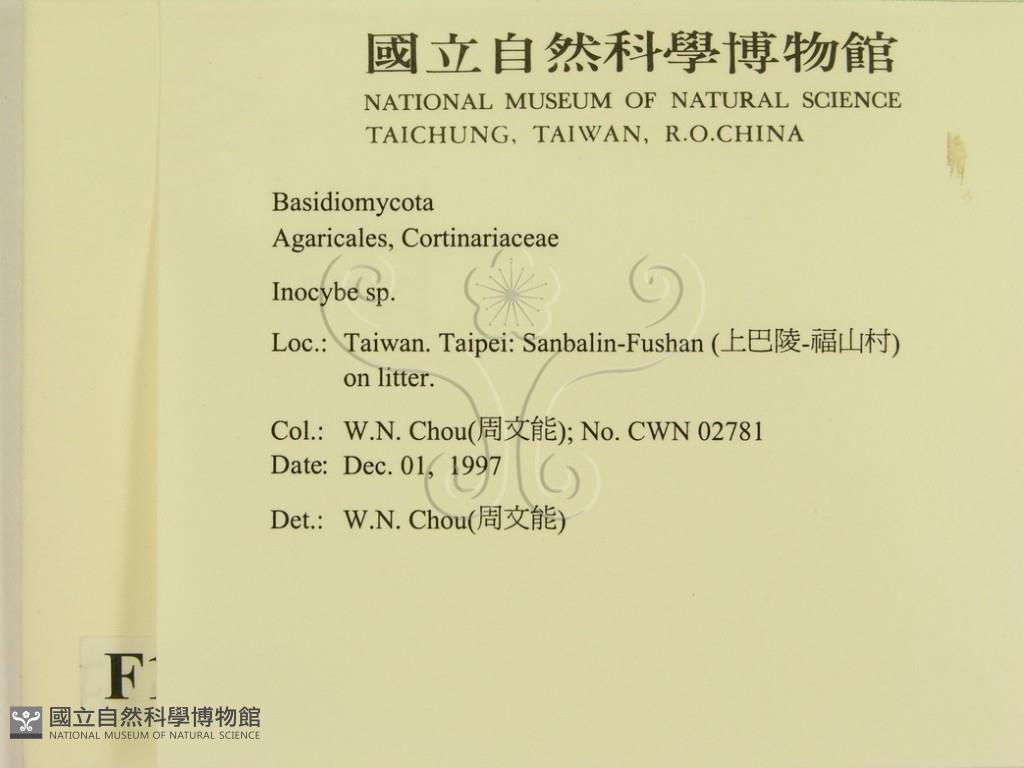 國立自然科學博物館
NATIONAL MUSEUM OF NATURAL SCIENCE
TAICHUNG, TAIWAN, R.O.CHINA
Basidiomycota
Agaricales, Cortinariaceae
Inocybe sp.
Loc.: Taiwan. Taipei: Sanbalin-Fushan (上巴陵-福山村)
on litter.
Col.: W.N. Chou(周文能); No. CWN 02781
Date: Dec. 01, 1997
Det.: W.N. Chou(周文能)
國立自然科學博物館
NATIONAL MUSEUM OF NATURAL SCIENCE